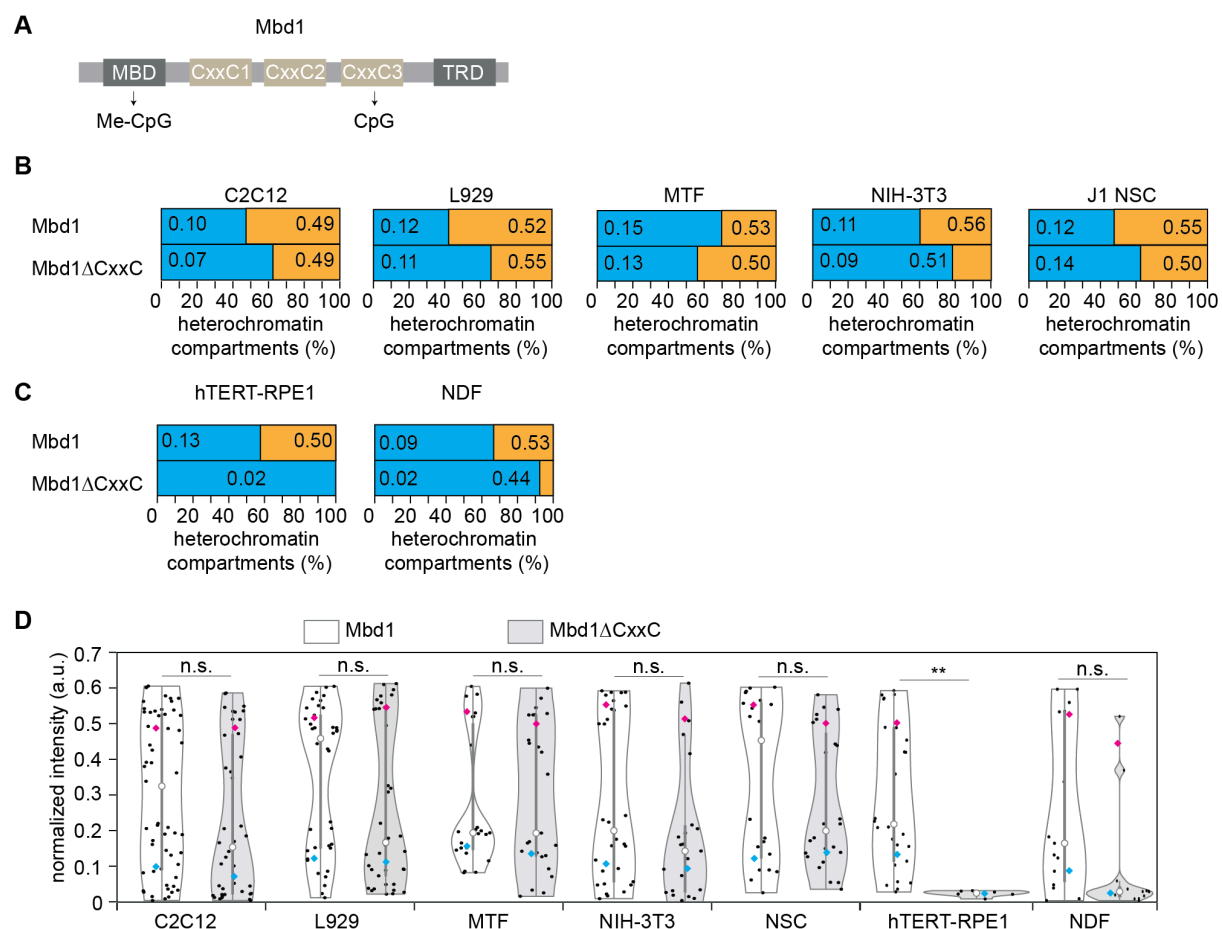 A
Mbd1
MBD CxxC1 CxxC2 CxxC3 TRD
Me-CpG CpG
B
C2C12 L929 MTF NIH-3T3 J1 NSC
Mbd1 0.10 0.49 0.12 0.52 0.15 0.53 0.11 0.56 0.12 0.55
Mbd1ΔCxxC 0.07 0.49 0.11 0.55 0.13 0.50 0.09 0.51 0.14 0.50
0 20 40 60 80 100 0 20 40 60 80 100 0 20 40 60 80 100 0 20 40 60 80 100 0 20 40 60 80 100
heterochromatin heterochromatin heterochromatin heterochromatin heterochromatin
compartments (%) compartments (%) compartments (%) compartments (%) compartments (%)
C
hTERT-RPE1 NDF
Mbd1 0.13 0.50 0.09 0.53
Mbd1ΔCxxC 0.02 0.02 0.44
0 20 40 60 80 100 0 20 40 60 80 100
heterochromatin heterochromatin
compartments (%) compartments (%)
D
Mbd1 Mbd1ΔCxxC
normalized intensity (a.u.)
0.7
0.6
0.5
0.4
0.3
0.2
0.1
0
n.s. n.s. n.s. n.s. n.s. ** n.s.
C2C12 L929 MTF NIH-3T3 NSC hTERT-RPE1 NDF